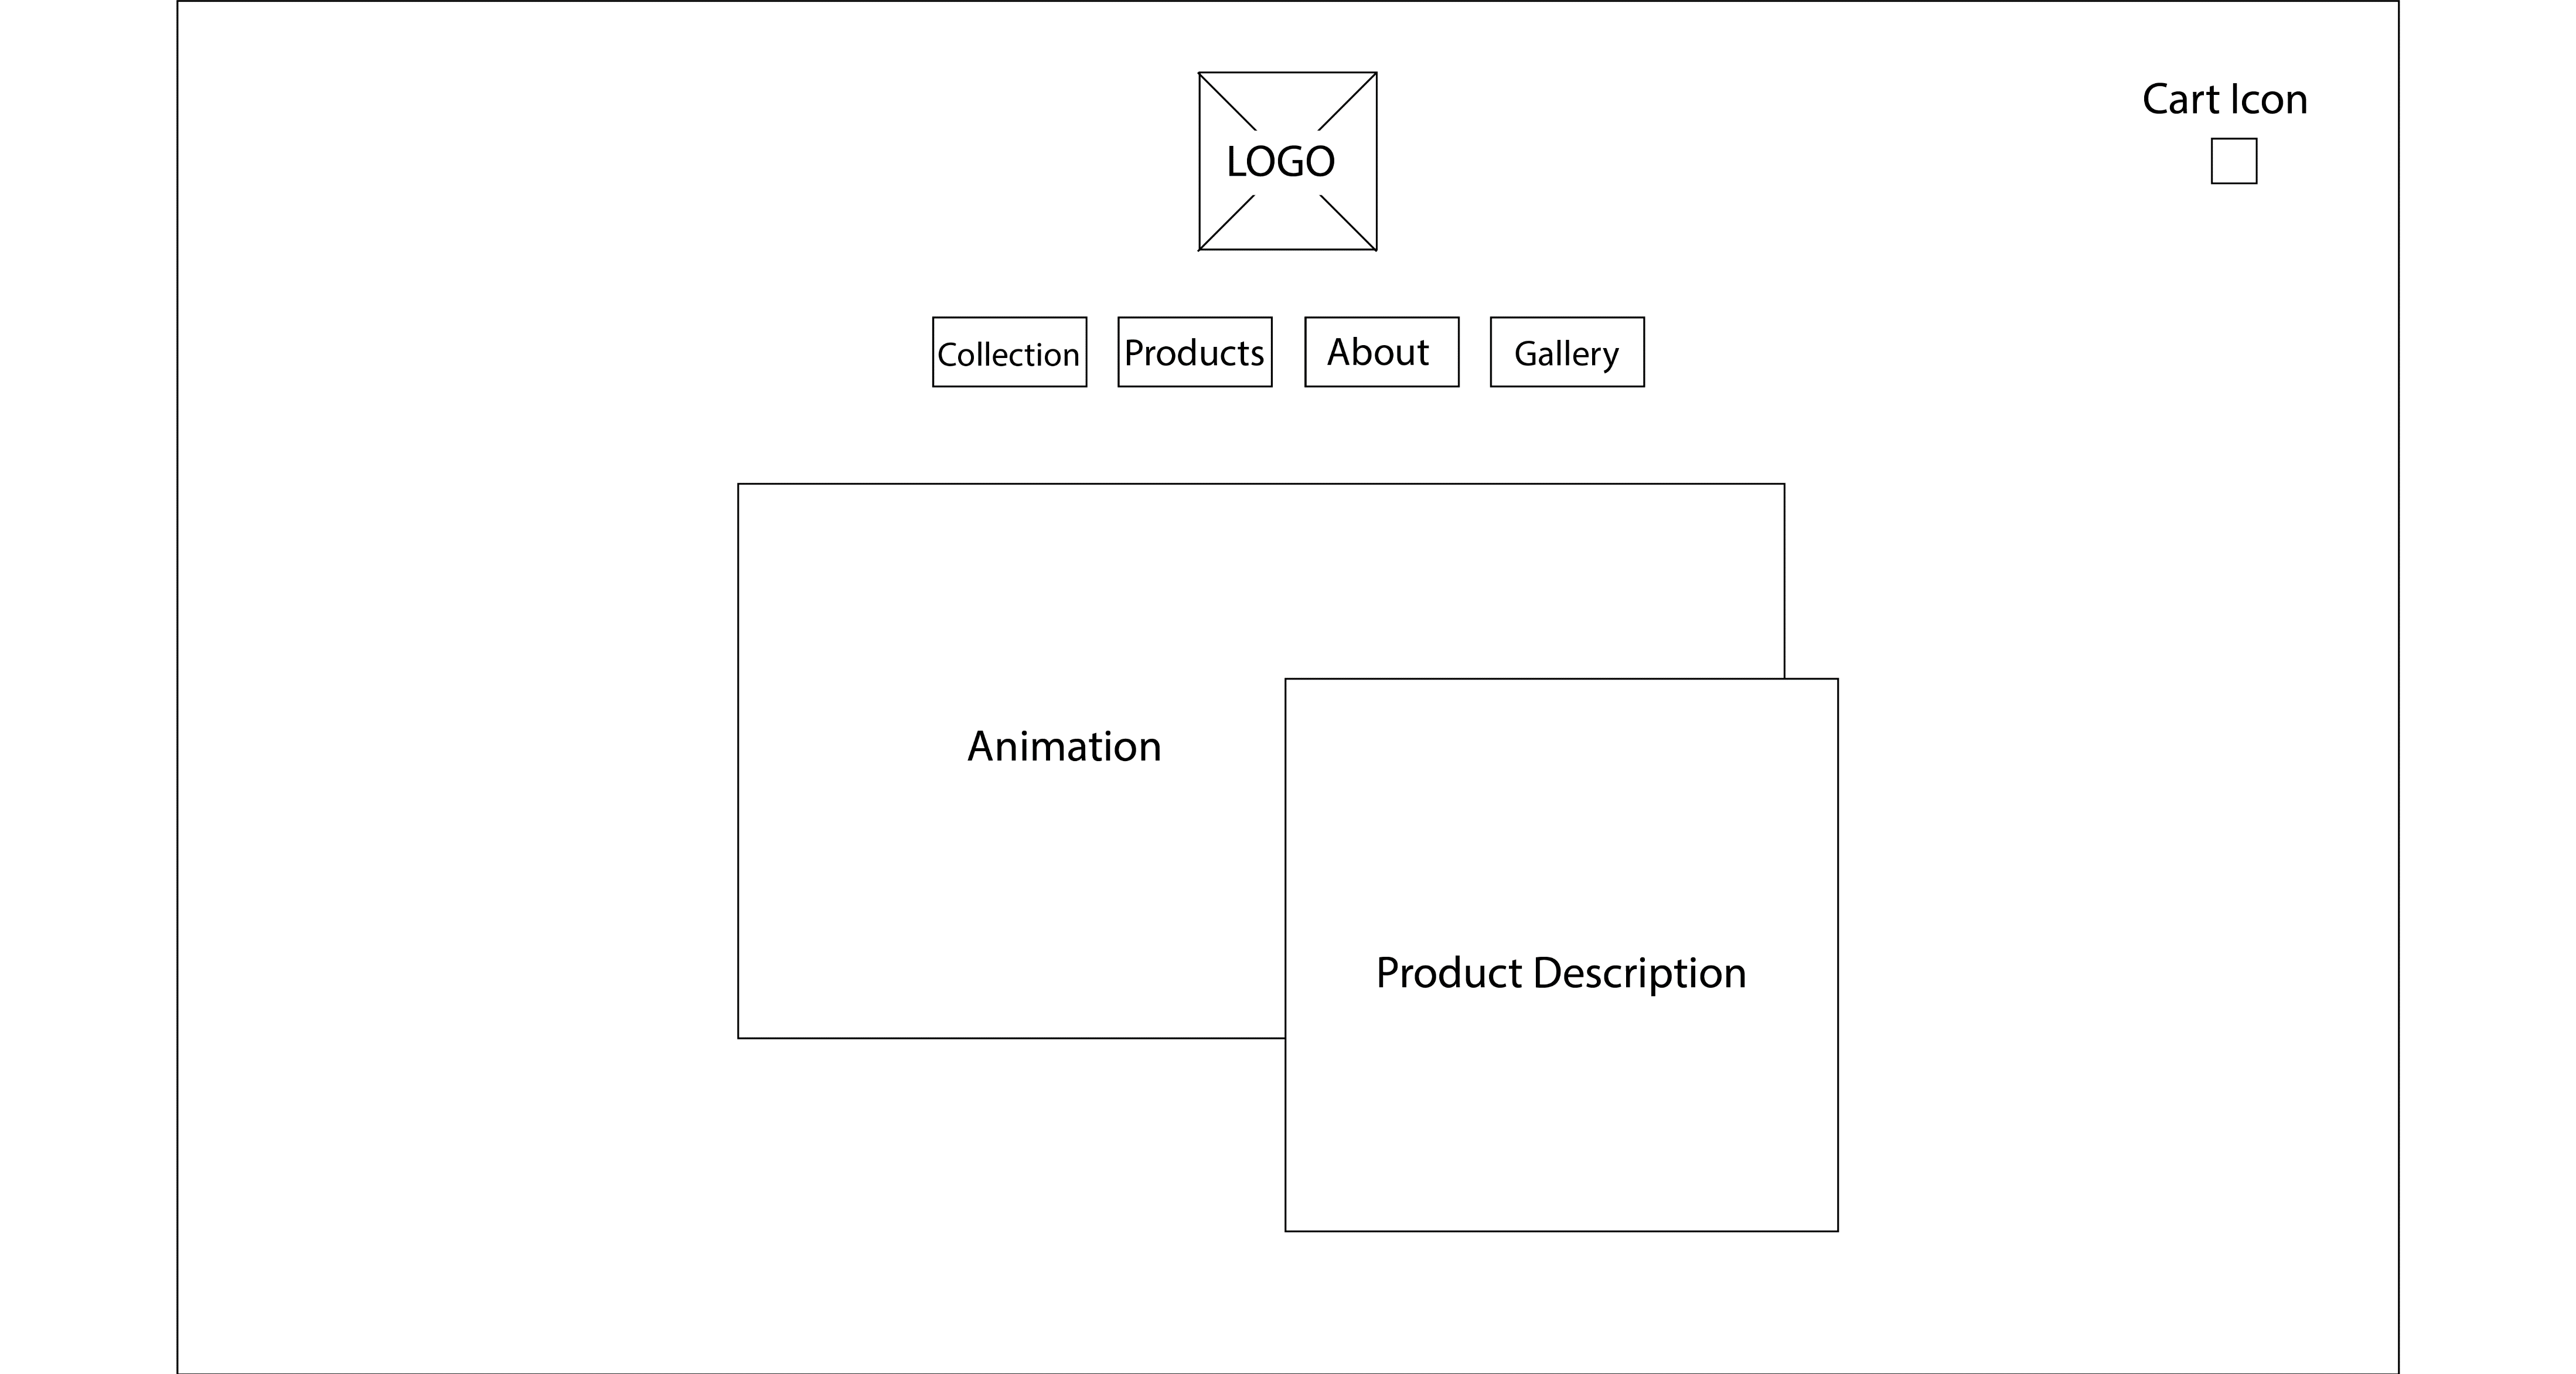 Cart Icon
LOGO
Collection
Products
About
Gallery
Animation
Product Description